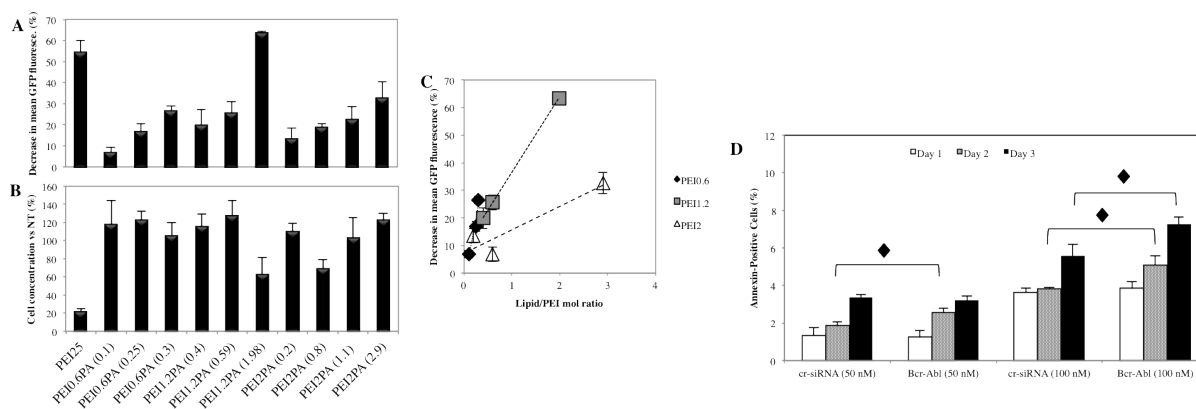 A
Decrease in mean GFP fluoresce. (%)
70
60
50
40
30
20
10
0
B
Cell concentration vs NT (%)
160
140
120
100
80
60
40
20
0
PEI25
PEI0.6PA (0.1)
PEI0.6PA (0.25)
PEI0.6PA (0.3)
PEI1.2PA (0.4)
PEI1.2PA (0.59)
PEI1.2PA (1.98)
PEI2PA (0.2)
PEI2PA (0.8)
PEI2PA (1.1)
PEI2PA (2.9)
C
Decrease in mean GFP fluorescence (%)
70
60
50
40
30
20
10
0
0 1 2 3 4
Lipid/PEI mol ratio
PEI0.6
PEI1.2
PEI2
D
Annexin-Positive Cells (%)
12
10
8
6
4
2
0
Day 1 Day 2 Day 3
cr-siRNA (50 nM) Bcr-Abl (50 nM) cr-siRNA (100 nM) Bcr-Abl (100 nM)